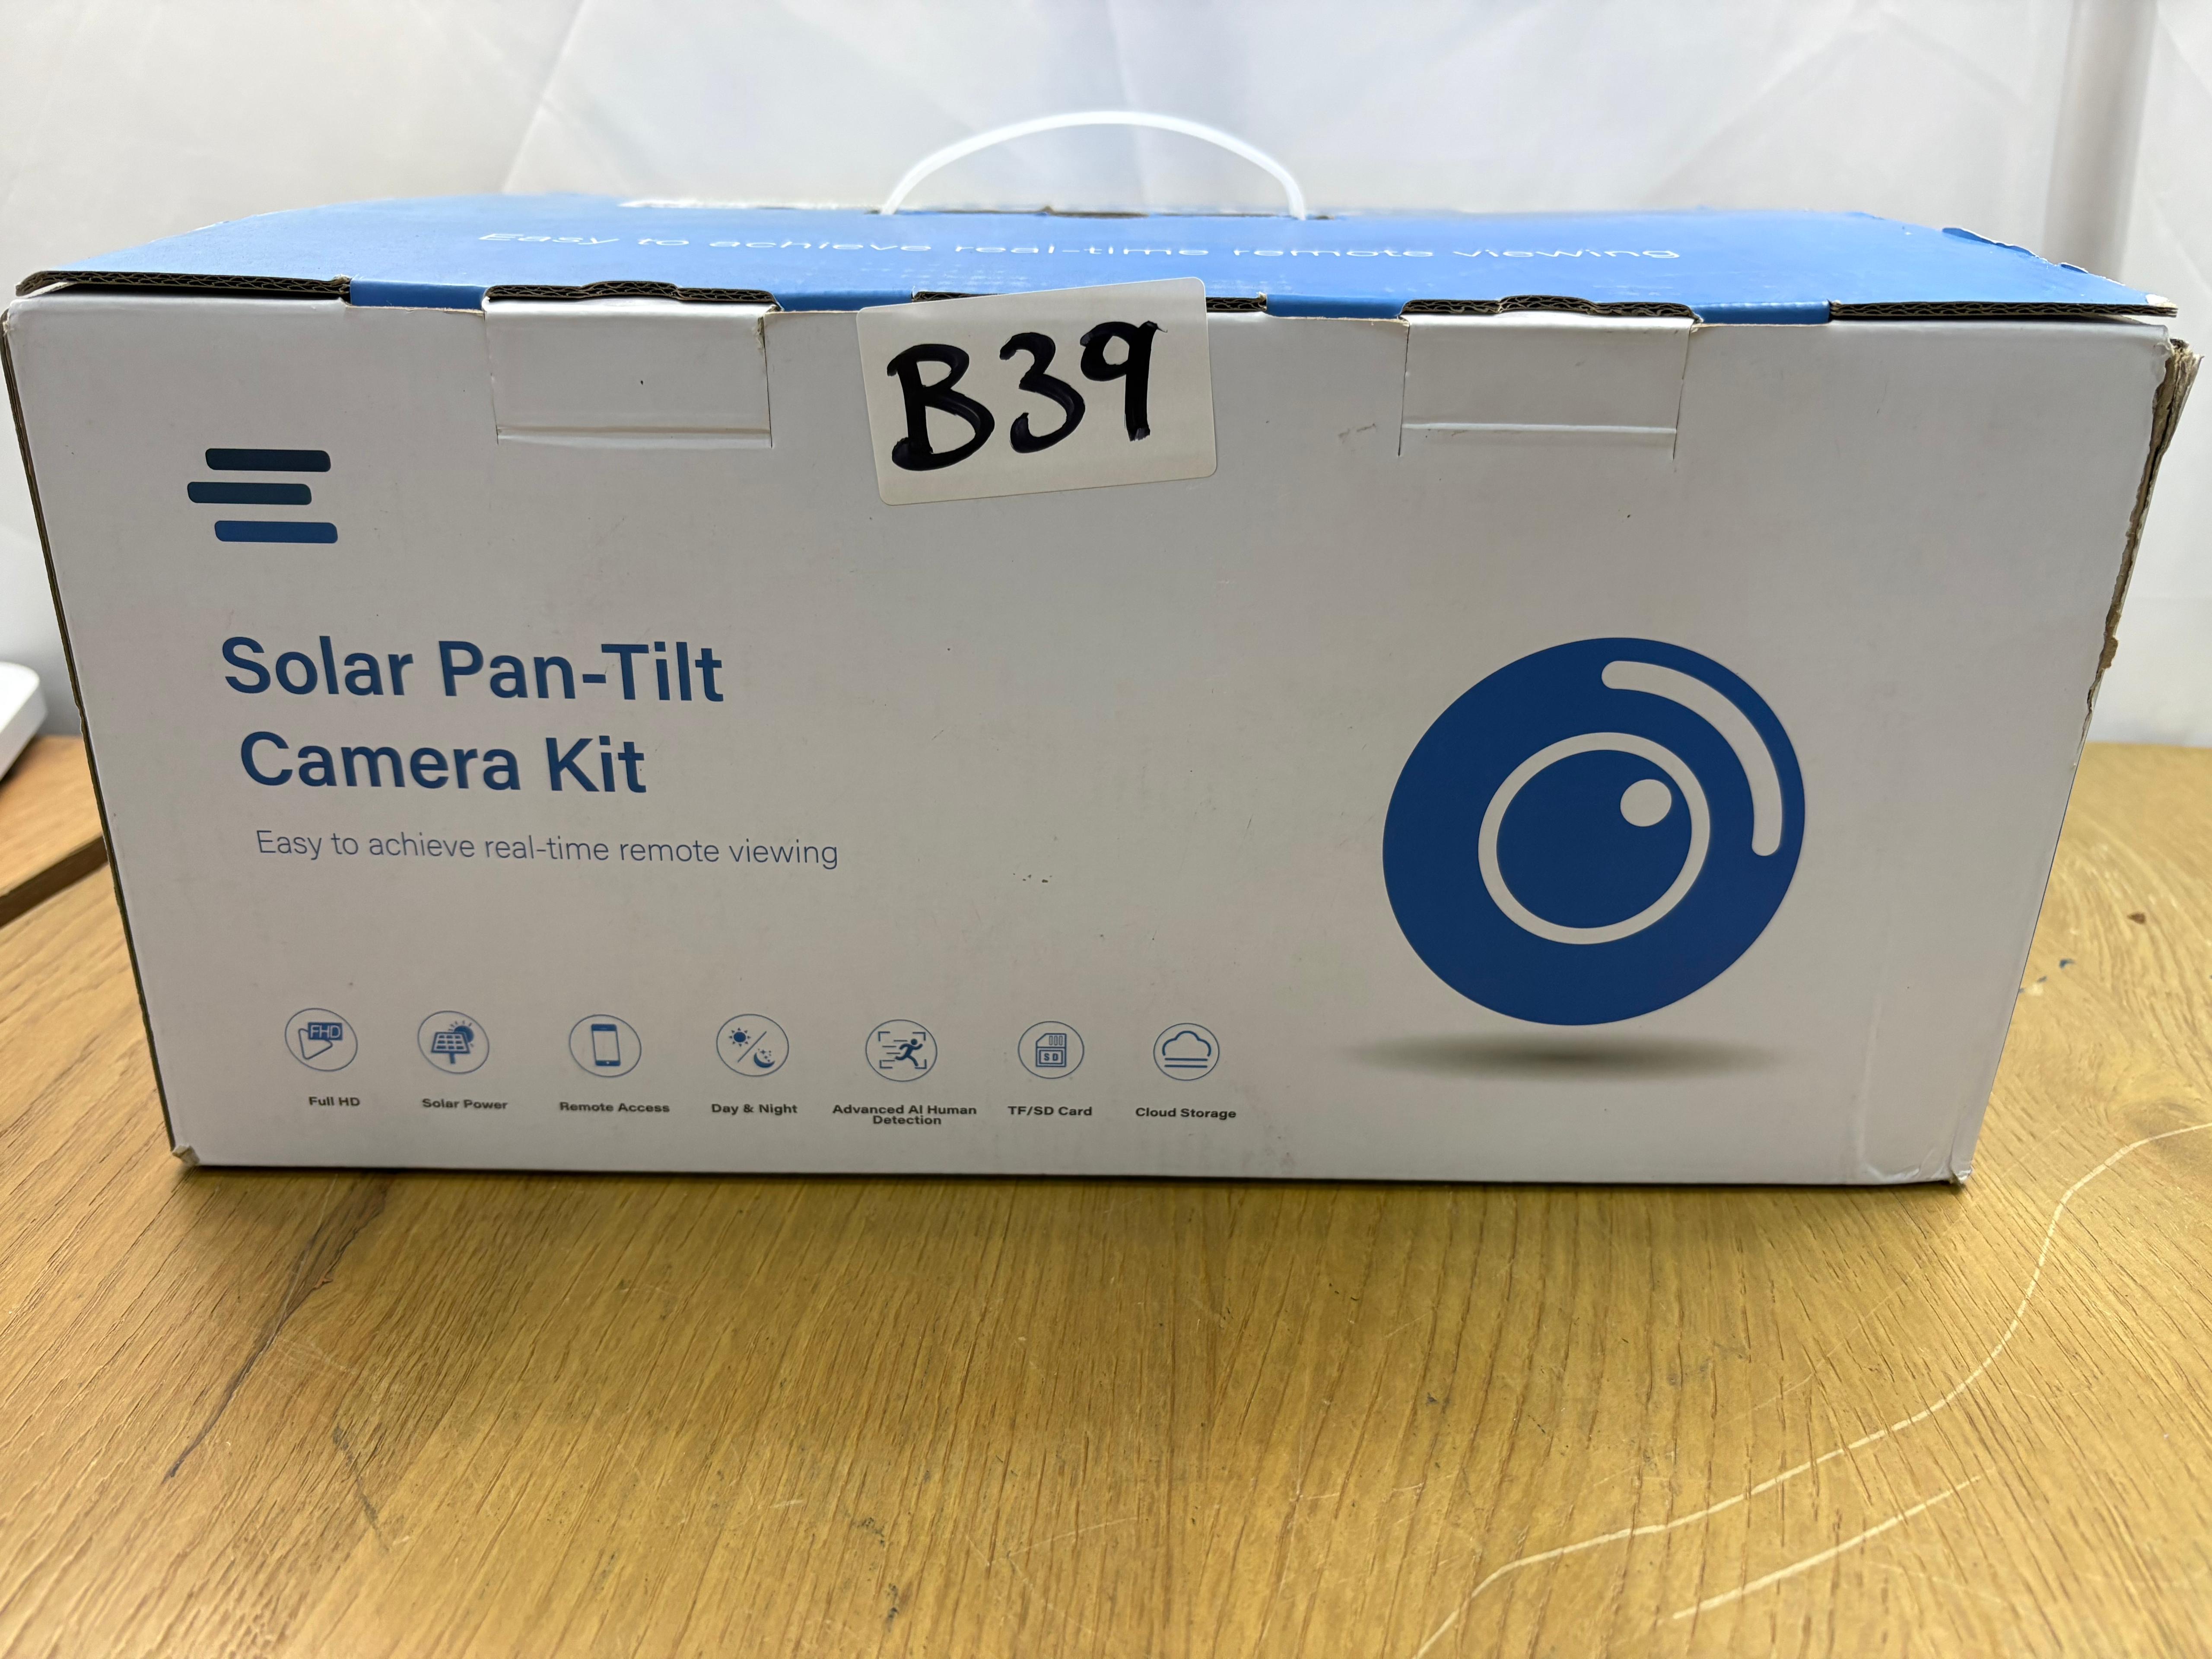 Easy to achieve real-time remote viewing
B39
Solar Pan-Tilt
Camera Kit
Easy to achieve real-time remote viewing
FHD
SD
Full HD
Solar Power
Remote Access
Day & Night
Advanced AI Human
Detection
TF/SD Card
Cloud Storage